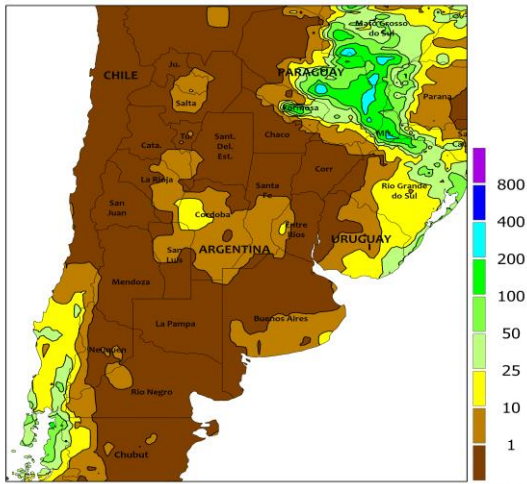 Mato Grosso
do Sul
CHILE
Ju.
PARAGUAY
Parana
Salta
Formosa
Tu.
Chaco
Mis.
Cata.
Sant.
Del.
Est.
Corr
La Rioja
Santa
Fe
Rio Grande
do Sul
San
Juan
Cordoba
Entre
Rios
URUGUAY
San
Luis
ARGENTINA
Mendoza
La Pampa
Buenos Aires
Neuquen
Rio Negro
Chubut
800
400
200
100
50
25
10
1